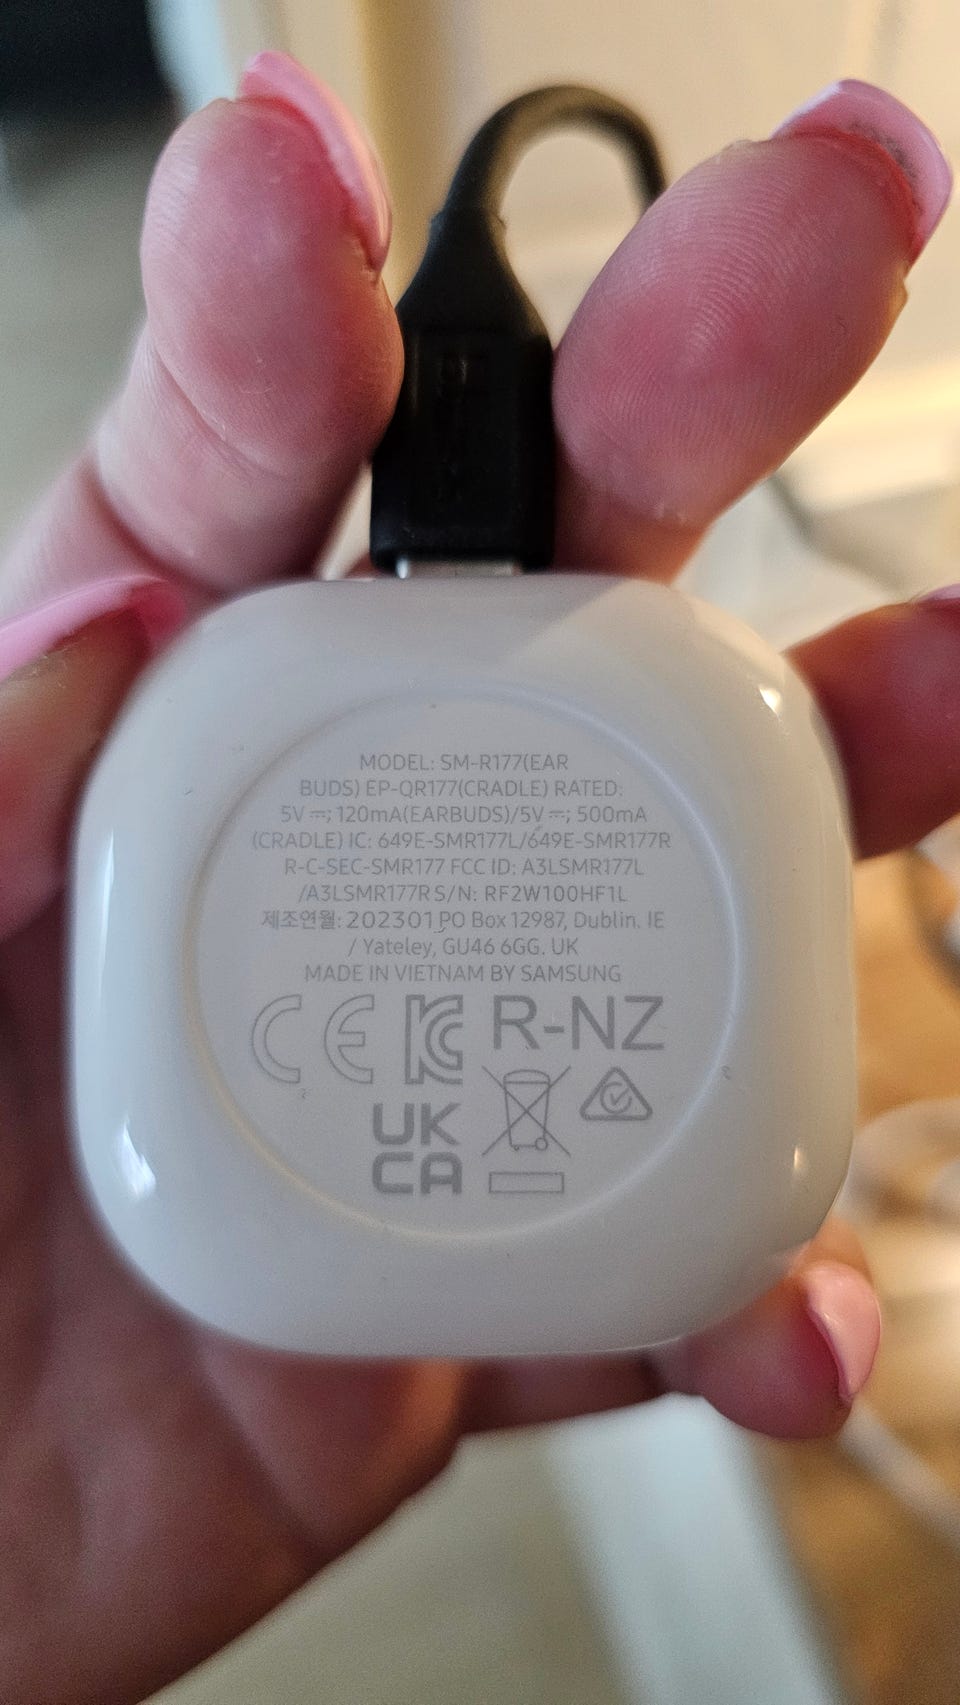 MODEL: SM-R177(EAR
BUDS) EP-QR177(CRADLE) RATED:
5V ⎓; 120mA(EARBUDS)/5V ⎓; 500mA
(CRADLE) IC: 649E-SMR177L/649E-SMR177R
R-C-SEC-SMR177 FCC ID: A3LSMR177L
/A3LSMR177R S/N: RF2W100HF1L
제조연월: 202301 PO Box 12987, Dublin. IE
/ Yateley, GU46 6GG. UK
MADE IN VIETNAM BY SAMSUNG
CE KC R-NZ
UK
CA